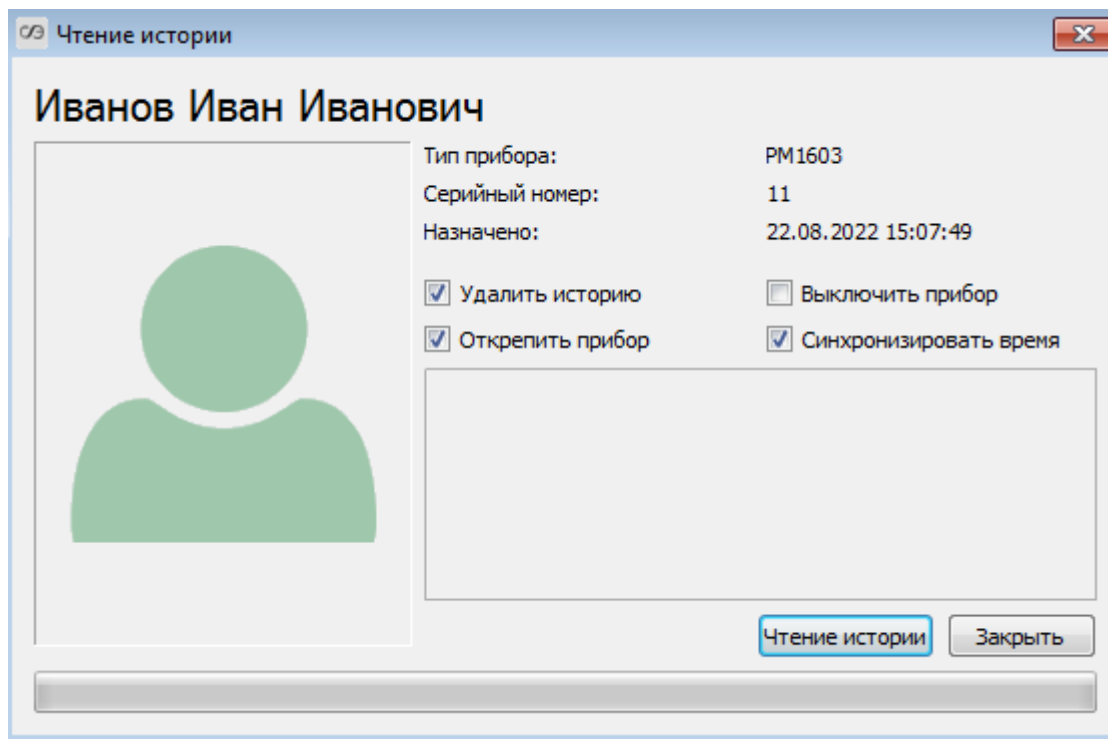 Чтение истории
Иванов Иван Иванович
Тип прибора: PM1603
Серийный номер: 11
Назначено: 22.08.2022 15:07:49
Удалить историю Выключить прибор
Открепить прибор Синхронизировать время
Чтение истории Закрыть